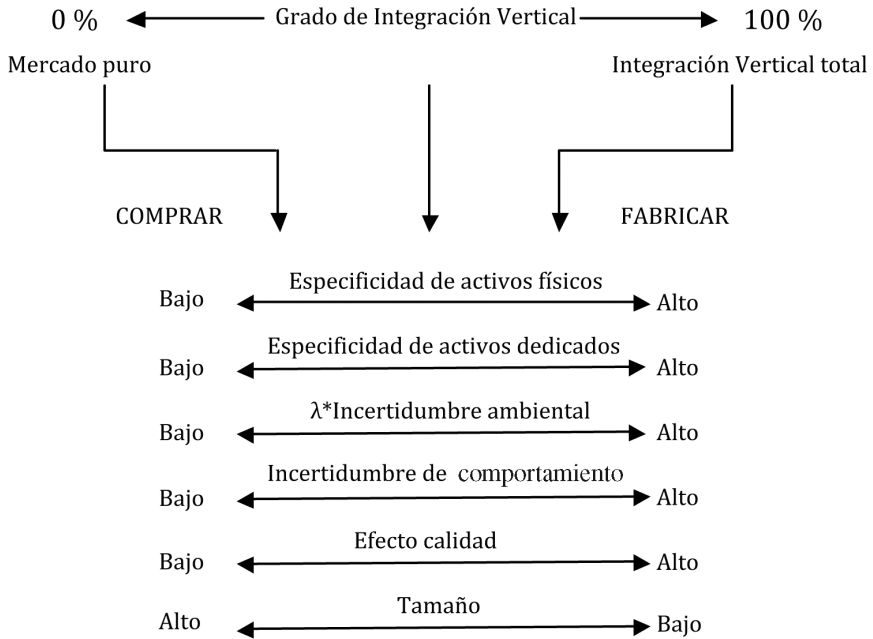 0 % Grado de Integración Vertical 100 %
Mercado puro Integración Vertical total
COMPRAR FABRICAR
Especificidad de activos físicos
Bajo Alto
Especificidad de activos dedicados
Bajo Alto
λ*Incertidumbre ambiental
Bajo Alto
Incertidumbre de comportamiento
Bajo Alto
Efecto calidad
Bajo Alto
Tamaño
Alto Bajo